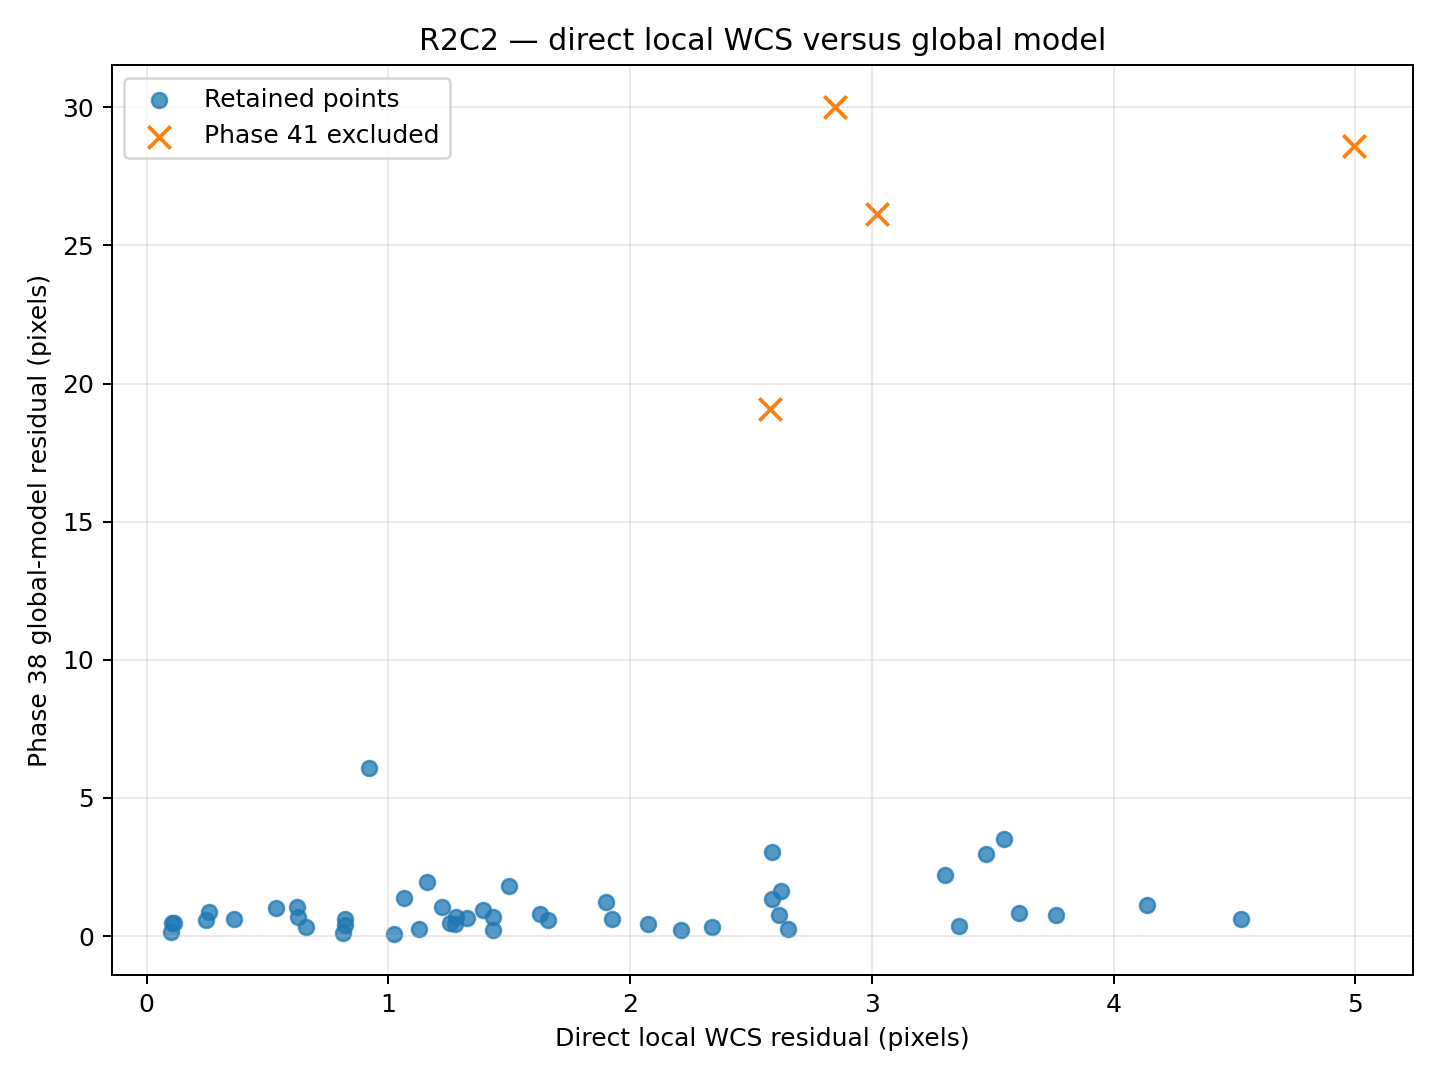 R2C2 — direct local WCS versus global model
Retained points
Phase 41 excluded
Phase 38 global-model residual (pixels)
30
25
20
15
10
5
0
0 1 2 3 4 5
Direct local WCS residual (pixels)